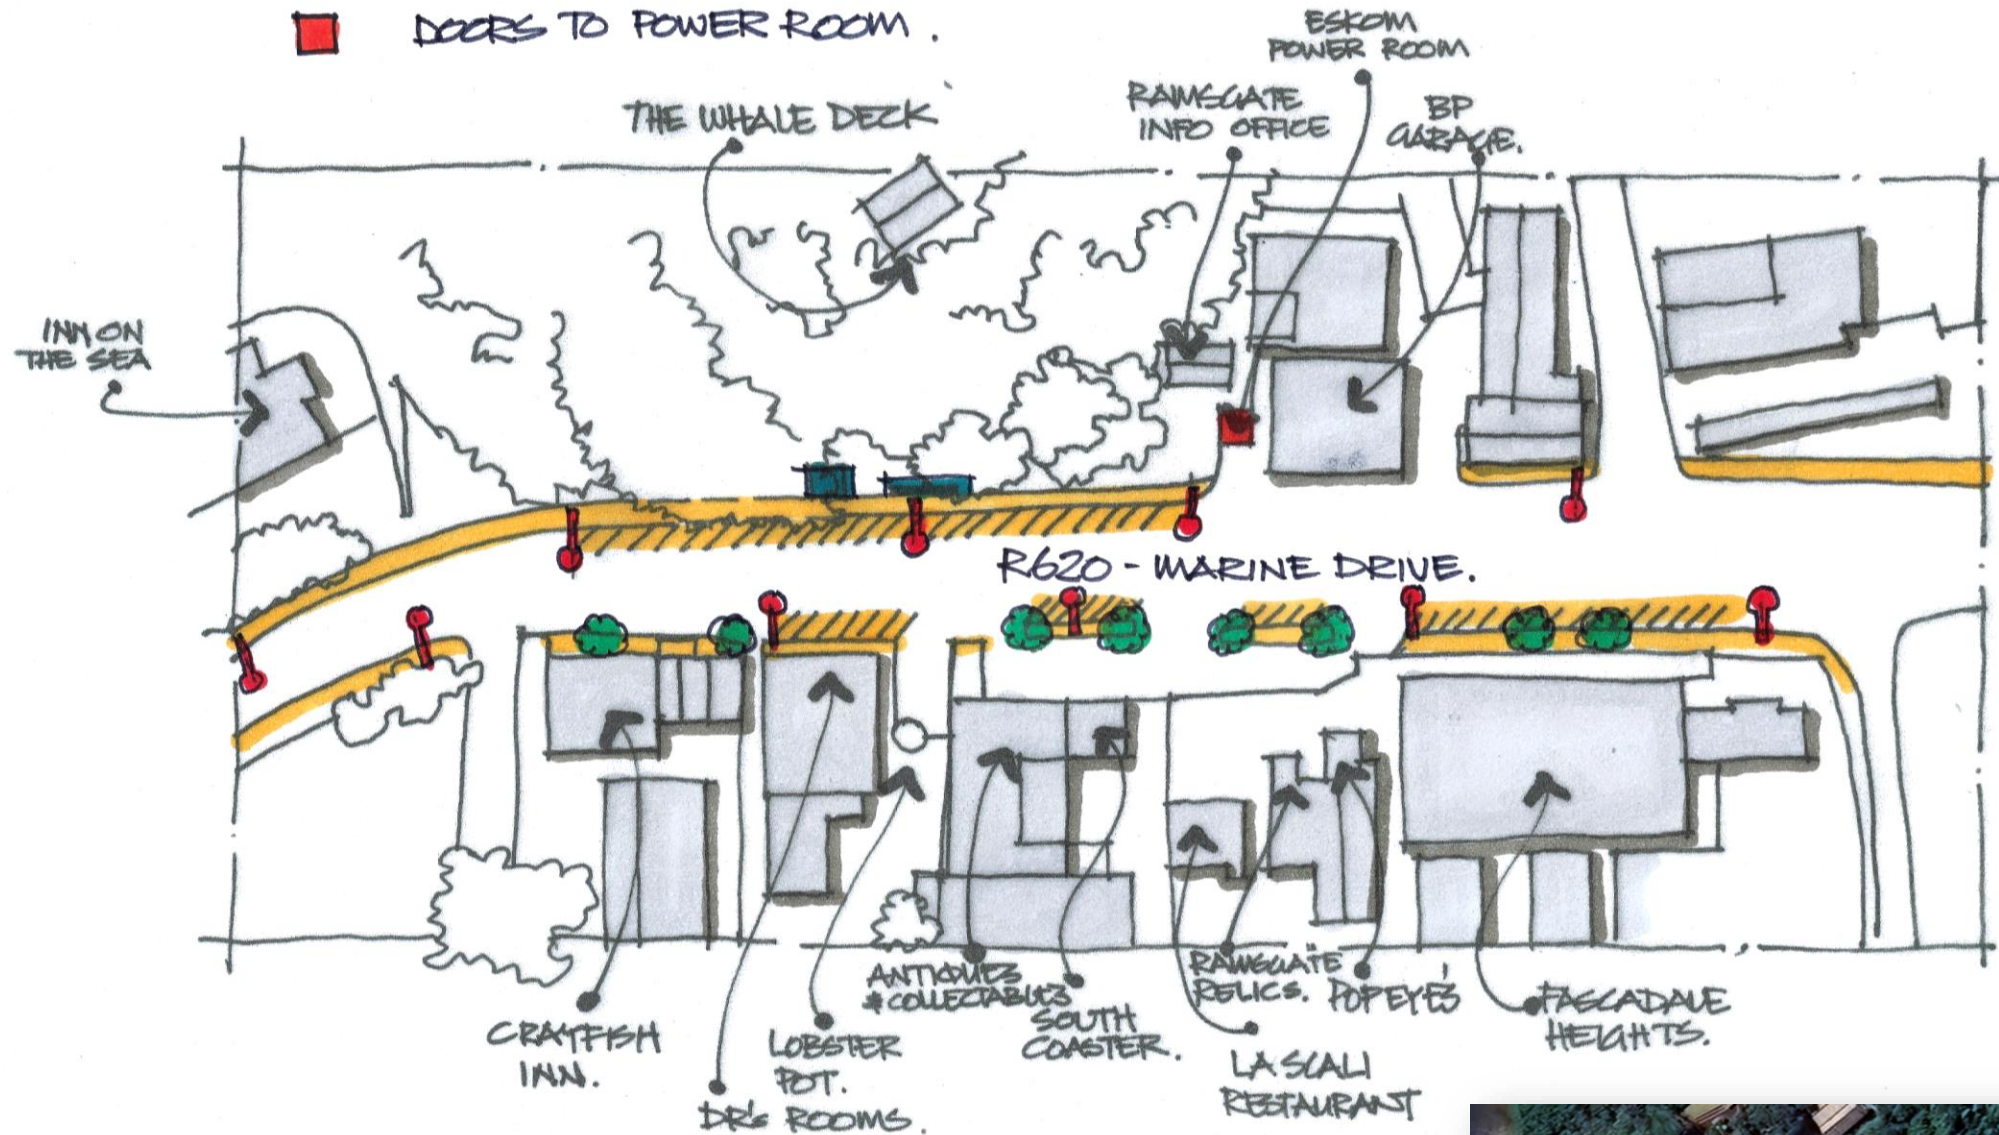 DOORS TO POWER ROOM.
ESKOM
POWER ROOM
THE WHALE DECK
RAMSGATE
INFO OFFICE
BP
GARAGE.
INN ON
THE SEA
R620 - MARINE DRIVE.
ANTIQUES
& COLLECTABLES
RAMSGATE
RELICS.
POPEYE'S
FASCADALE
HEIGHTS.
CRAYFISH
INN.
LOBSTER
POT.
SOUTH
COASTER.
LA SCALI
RESTAURANT
DR's ROOMS.